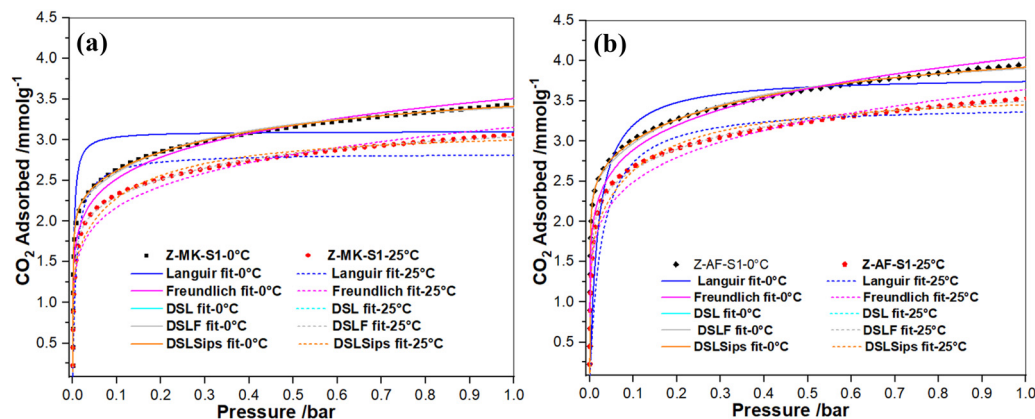 (a)
CO2 Adsorbed /mmolg-1
4.5
4.0
3.5
3.0
2.5
2.0
1.5
1.0
0.5
Z-MK-S1-0°C Z-MK-S1-25°C
Languir fit-0°C Languir fit-25°C
Freundlich fit-0°C Freundlich fit-25°C
DSL fit-0°C DSL fit-25°C
DSLF fit-0°C DSLF fit-25°C
DSLSips fit-0°C DSLSips fit-25°C
0.0 0.1 0.2 0.3 0.4 0.5 0.6 0.7 0.8 0.9 1.0
Pressure /bar
(b)
CO2 Adsorbed /mmolg-1
4.5
4.0
3.5
3.0
2.5
2.0
1.5
1.0
0.5
Z-AF-S1-0°C Z-AF-S1-25°C
Languir fit-0°C Languir fit-25°C
Freundlich fit-0°C Freundlich fit-25°C
DSL fit-0°C DSL fit-25°C
DSLF fit-0°C DSLF fit-25°C
DSLSips fit-0°C DSLSips fit-25°C
0.0 0.1 0.2 0.3 0.4 0.5 0.6 0.7 0.8 0.9 1.0
Pressure /bar